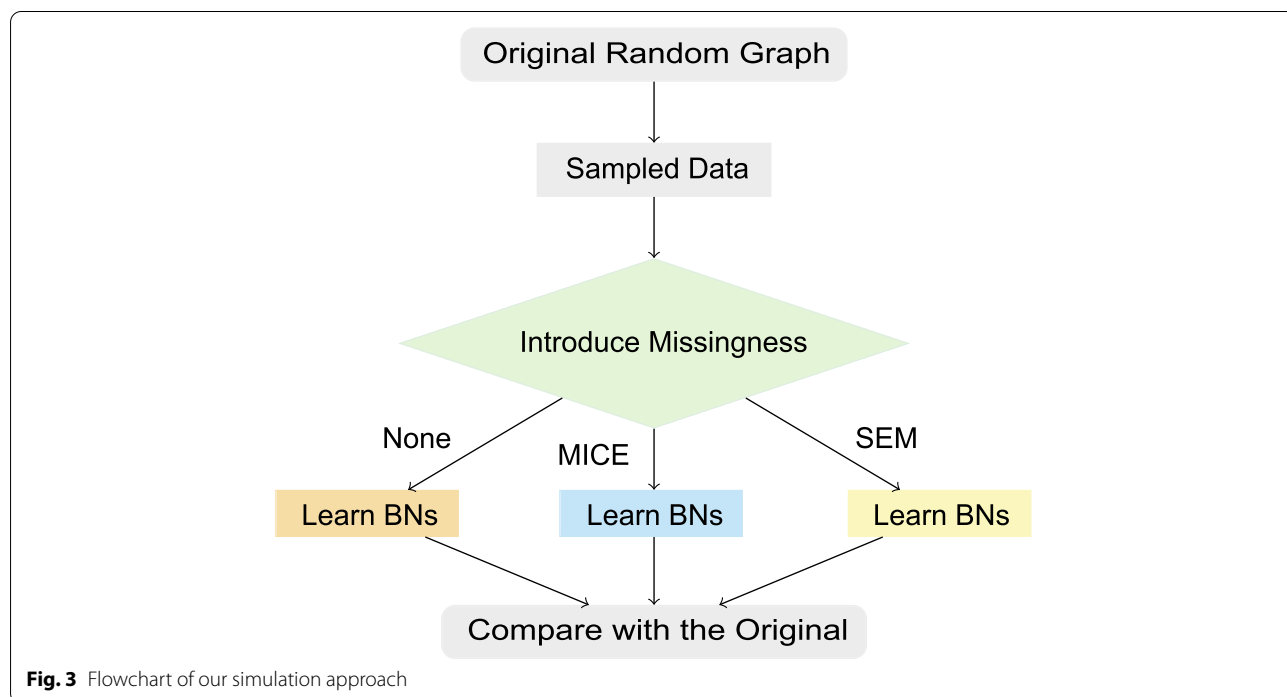 Original Random Graph
Sampled Data
Introduce Missingness
None
MICE
SEM
Learn BNs
Learn BNs
Learn BNs
Compare with the Original
Fig. 3 Flowchart of our simulation approach